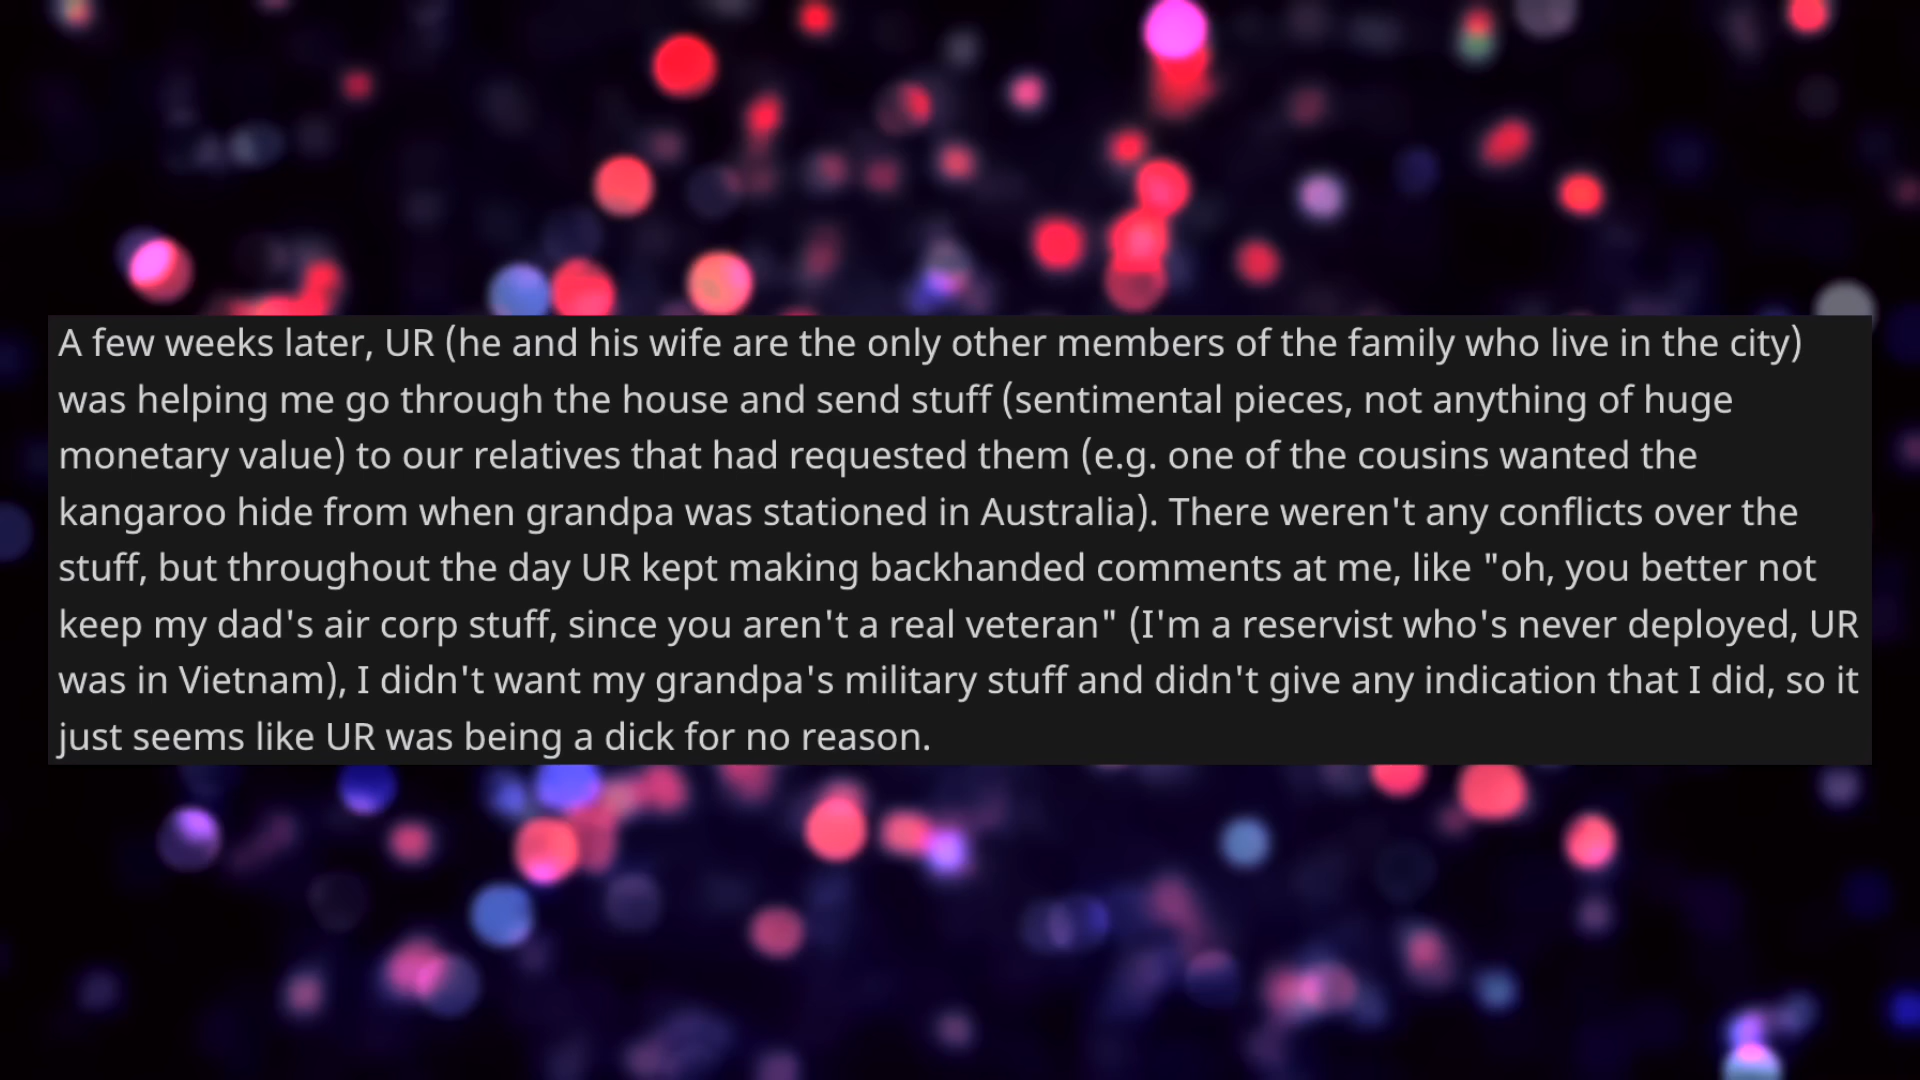 A few weeks later, UR (he and his wife are the only other members of the family who live in the city)
was helping me go through the house and send stuff (sentimental pieces, not anything of huge
monetary value) to our relatives that had requested them (e.g. one of the cousins wanted the
kangaroo hide from when grandpa was stationed in Australia). There weren't any conflicts over the
stuff, but throughout the day UR kept making backhanded comments at me, like "oh, you better not
keep my dad's air corp stuff, since you aren't a real veteran" (I'm a reservist who's never deployed, UR
was in Vietnam), I didn't want my grandpa's military stuff and didn't give any indication that I did, so it
just seems like UR was being a dick for no reason.